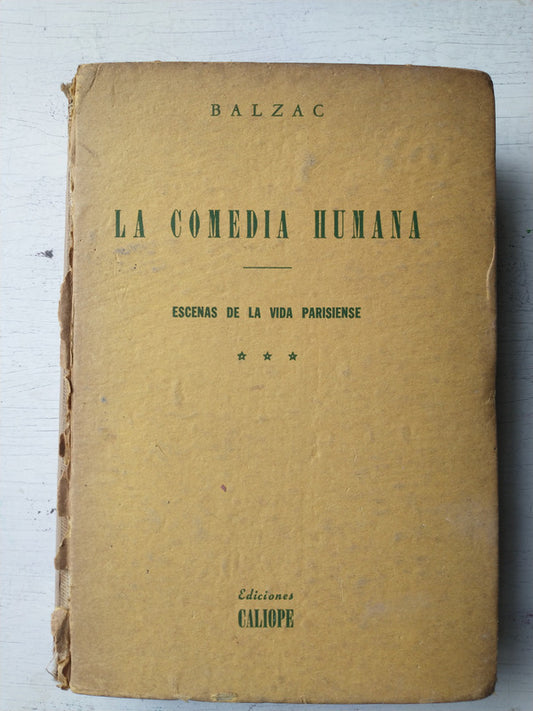 BALZAC
LA COMEDIA HUMANA
ESCENAS DE LA VIDA PARISIENSE
Ediciones
CALIOPE